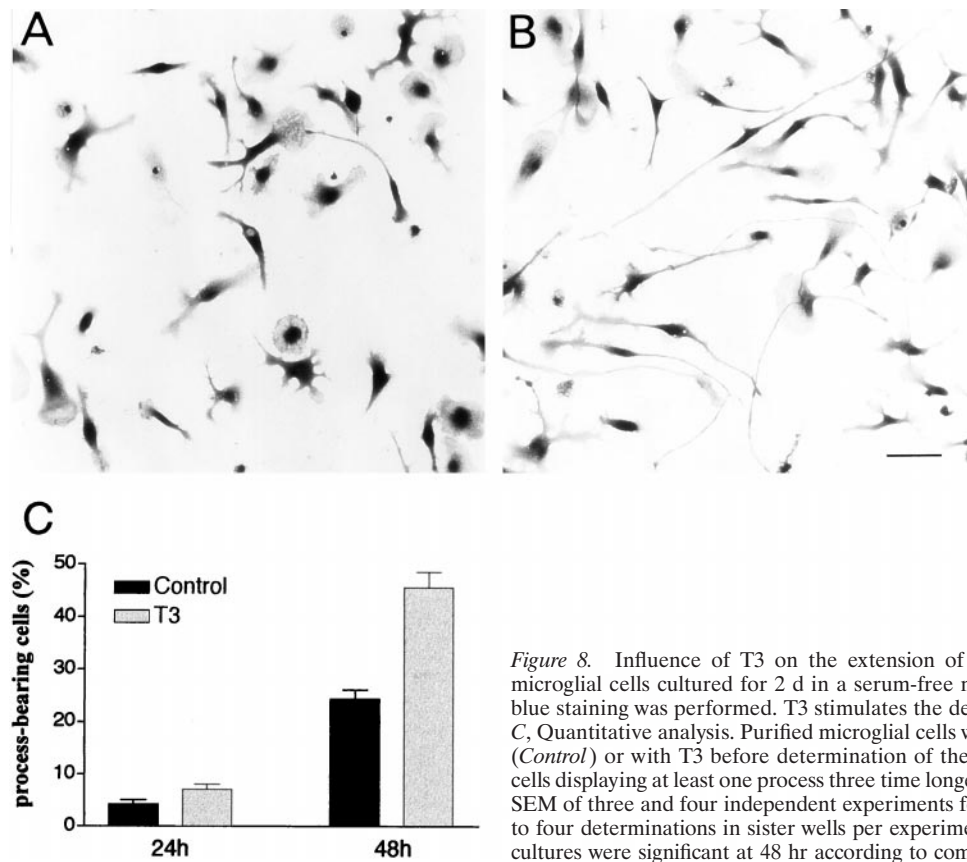 A
B
C
process-bearing cells (%)
50
40
30
20
10
0
Control
T3
24h
48h
Figure 8. Influence of T3 on the extension of
microglial cells cultured for 2 d in a serum-free
blue staining was performed. T3 stimulates the
C, Quantitative analysis. Purified microglial cells
(Control) or with T3 before determination of the
cells displaying at least one process three time
SEM of three and four independent experiments
to four determinations in sister wells per
cultures were significant at 48 hr according to